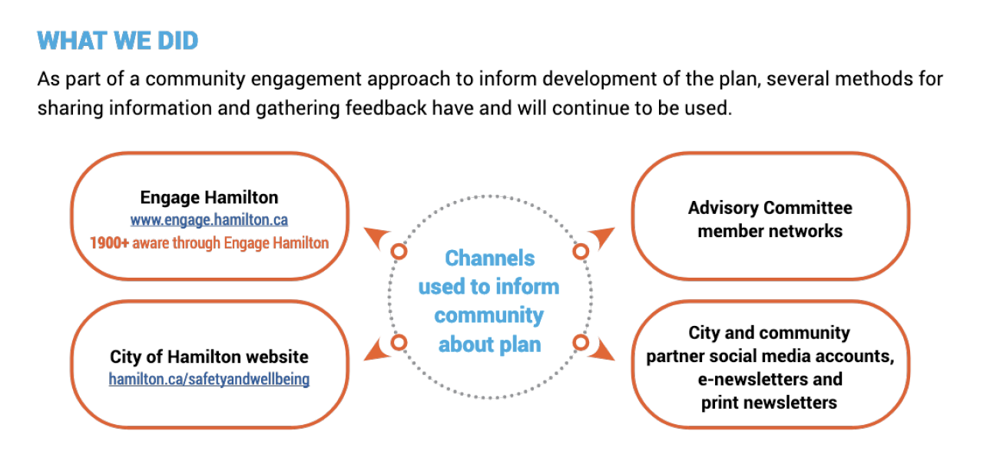 WHAT WE DID
As part of a community engagement approach to inform development of the plan, several methods for
sharing information and gathering feedback have and will continue to be used.
Engage Hamilton
www.engage.hamilton.ca
1900+ aware through Engage Hamilton
Advisory Committee
member networks
Channels
used to inform
community
about plan
City of Hamilton website
hamilton.ca/safetyandwellbeing
City and community
partner social media accounts,
e-newsletters and
print newsletters